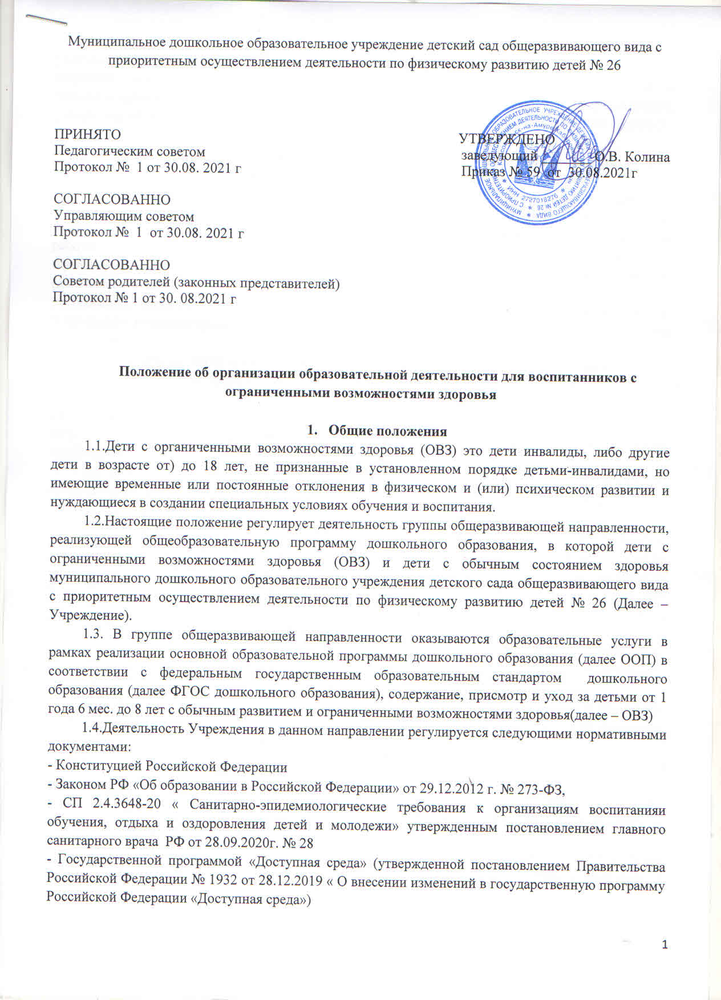 Муниципальное дошкольное образовательное учреждение детский сад общеразвивающего вида с
приоритетным осуществлением деятельности по физическому развитию детей № 26
ПРИНЯТО
Педагогическим советом
Протокол № 1 от 30.08. 2021 г
УТВЕРЖДЕНО
заведующий ________ О.В. Колина
Приказ № 59 от 30.08.2021г
ИНН 2727018276
СОГЛАСОВАННО
Управляющим советом
Протокол № 1 от 30.08. 2021 г
СОГЛАСОВАННО
Советом родителей (законных представителей)
Протокол № 1 от 30. 08.2021 г
Положение об организации образовательной деятельности для воспитанников с
ограниченными возможностями здоровья
1. Общие положения
1.1.Дети с органиченными возможностями здоровья (ОВЗ) это дети инвалиды, либо другие
дети в возрасте от) до 18 лет, не признанные в установленном порядке детьми-инвалидами, но
имеющие временные или постоянные отклонения в физическом и (или) психическом развитии и
нуждающиеся в создании специальных условиях обучения и воспитания.
1.2.Настоящие положение регулирует деятельность группы общеразвивающей направленности,
реализующей общеобразовательную программу дошкольного образования, в которой дети с
ограниченными возможностями здоровья (ОВЗ) и дети с обычным состоянием здоровья
муниципального дошкольного образовательного учреждения детского сада общеразвивающего вида
с приоритетным осуществлением деятельности по физическому развитию детей № 26 (Далее –
Учреждение).
1.3. В группе общеразвивающей направленности оказываются образовательные услуги в
рамках реализации основной образовательной программы дошкольного образования (далее ООП) в
соответствии с федеральным государственным образовательным стандартом дошкольного
образования (далее ФГОС дошкольного образования), содержание, присмотр и уход за детьми от 1
года 6 мес. до 8 лет с обычным развитием и ограниченными возможностями здоровья(далее – ОВЗ)
1.4.Деятельность Учреждения в данном направлении регулируется следующими нормативными
документами:
- Конституцией Российской Федерации
- Законом РФ «Об образовании в Российской Федерации» от 29.12.2012 г. № 273-ФЗ,
- СП 2.4.3648-20 « Санитарно-эпидемиологические требования к организациям воспитанияи
обучения, отдыха и оздоровления детей и молодежи» утвержденным постановлением главного
санитарного врача РФ от 28.09.2020г. № 28
- Государственной программой «Доступная среда» (утвержденной постановлением Правительства
Российской Федерации № 1932 от 28.12.2019 « О внесении изменений в государственную программу
Российской Федерации «Доступная среда»)
1